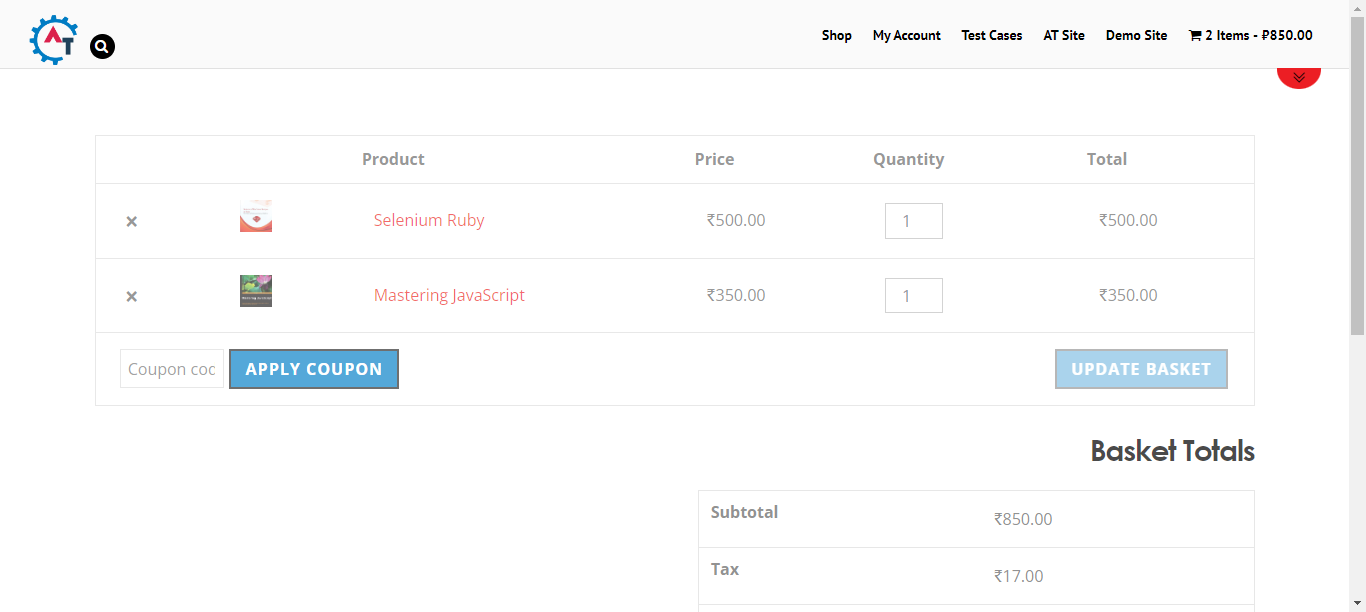 AT
Shop My Account Test Cases AT Site Demo Site 2 Items - ₹850.00
Product Price Quantity Total
× Selenium Ruby ₹500.00 1 ₹500.00
× Mastering JavaScript ₹350.00 1 ₹350.00
Coupon coc APPLY COUPON UPDATE BASKET
Basket Totals
Subtotal ₹850.00
Tax ₹17.00